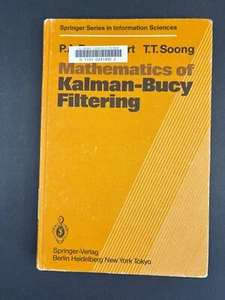 Springer Series in Information Sciences
T.T. Soong
Mathematics of
Kalman-Bucy
Filtering
Springer-Verlag
Berlin Heidelberg New York Tokyo